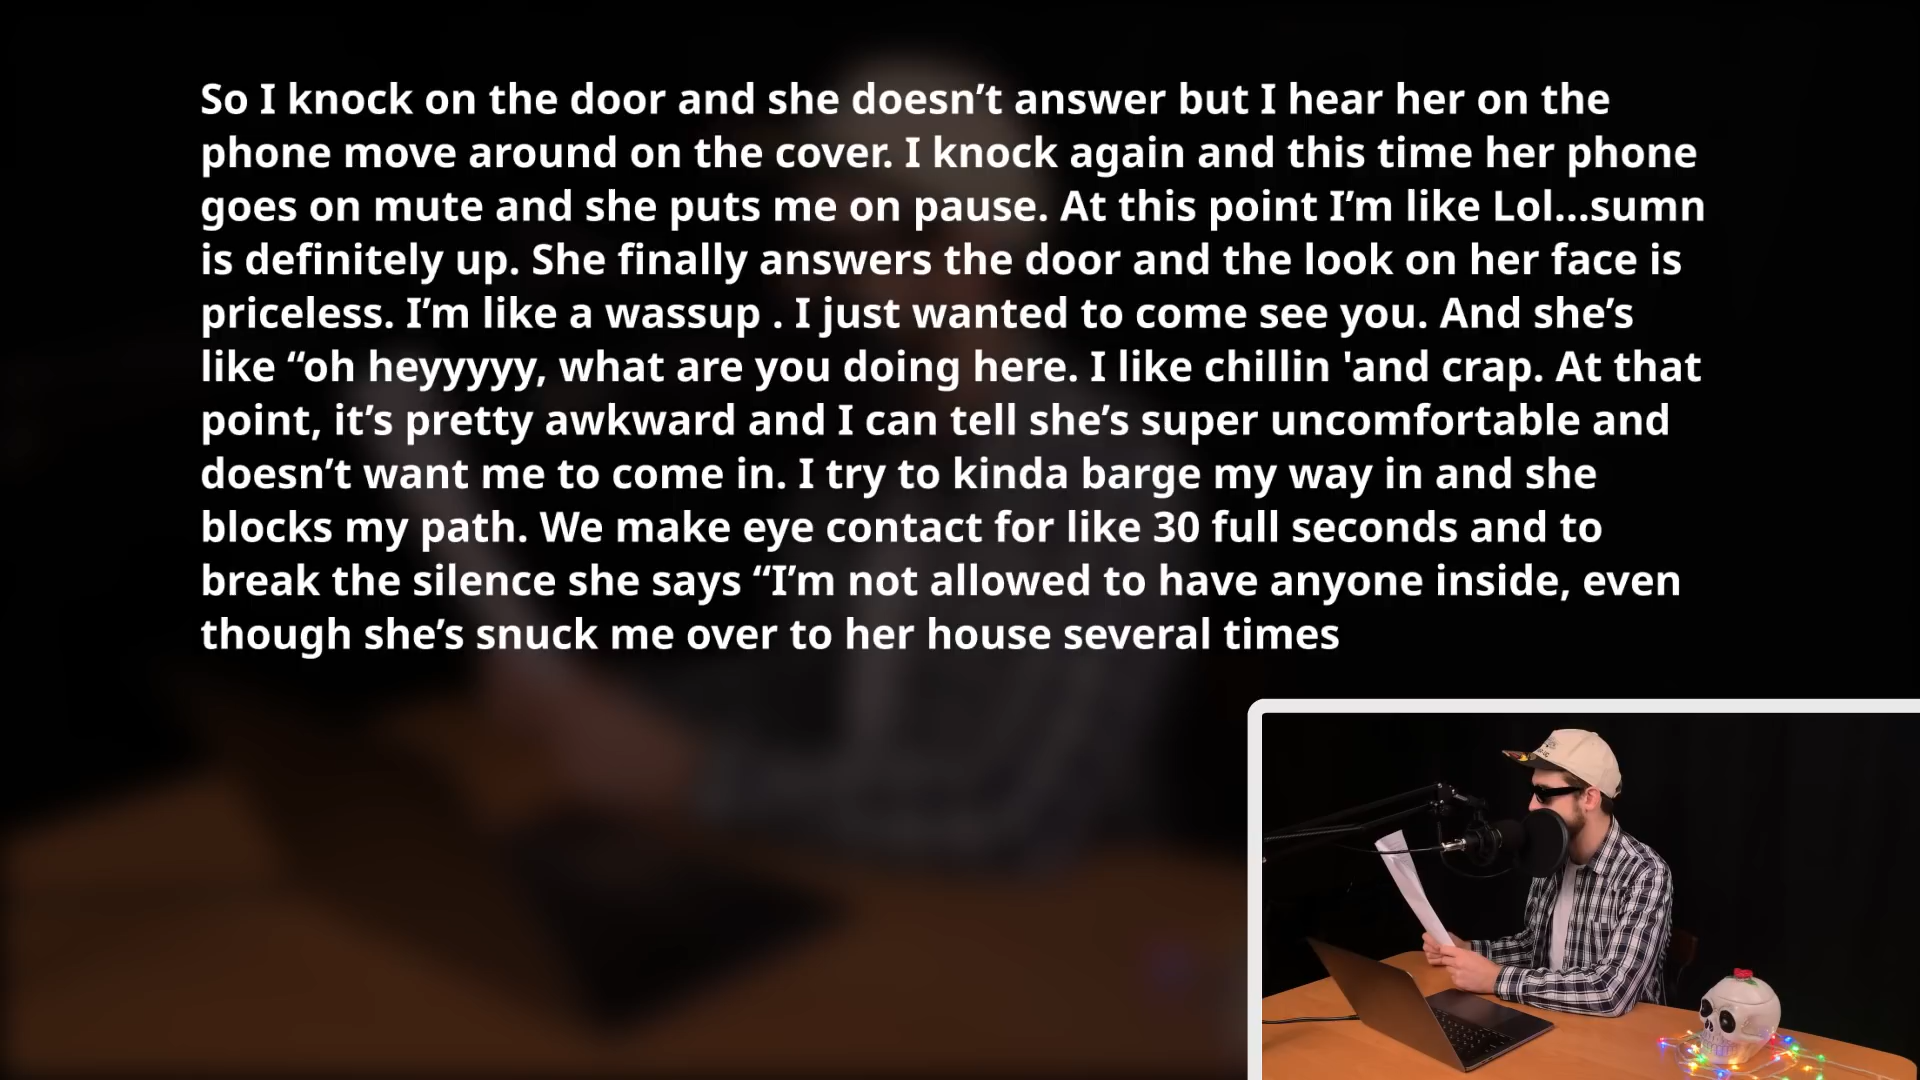 So I knock on the door and she doesn’t answer but I hear her on the
phone move around on the cover. I knock again and this time her phone
goes on mute and she puts me on pause. At this point I’m like Lol...sumn
is definitely up. She finally answers the door and the look on her face is
priceless. I’m like a wassup . I just wanted to come see you. And she’s
like “oh heyyyyy, what are you doing here. I like chillin 'and crap. At that
point, it’s pretty awkward and I can tell she’s super uncomfortable and
doesn’t want me to come in. I try to kinda barge my way in and she
blocks my path. We make eye contact for like 30 full seconds and to
break the silence she says “I’m not allowed to have anyone inside, even
though she’s snuck me over to her house several times